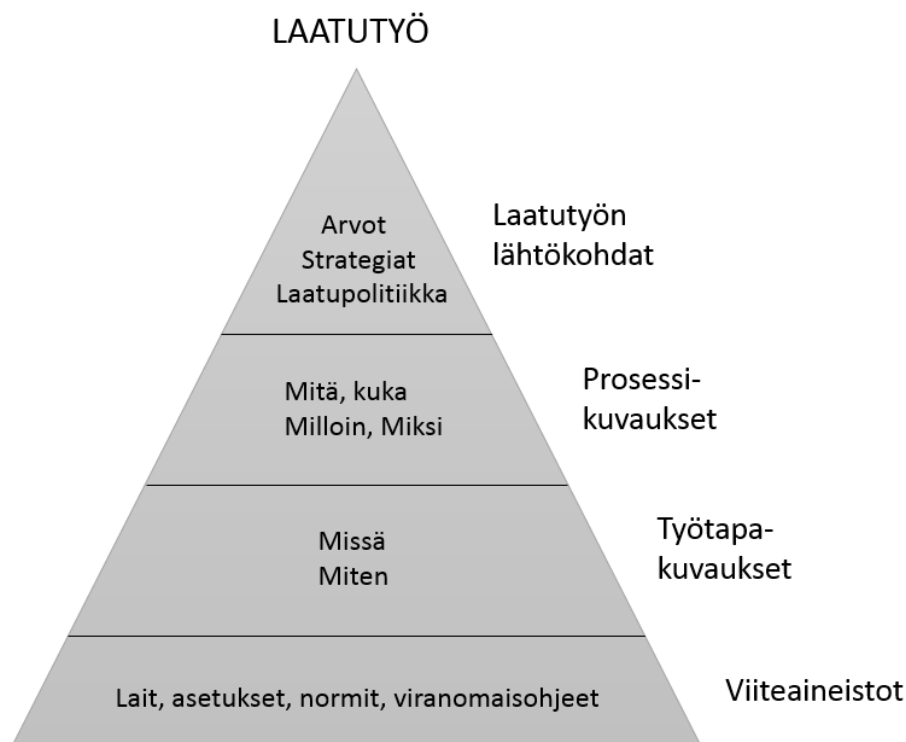 LAATUTYÖ
Arvot
Strategiat
Laatupolitiikka
Laatutyön
lähtökohdat
Mitä, kuka
Milloin, Miksi
Prosessi-
kuvaukset
Missä
Miten
Työtapa-
kuvaukset
Lait, asetukset, normit, viranomaisohjeet
Viiteaineistot